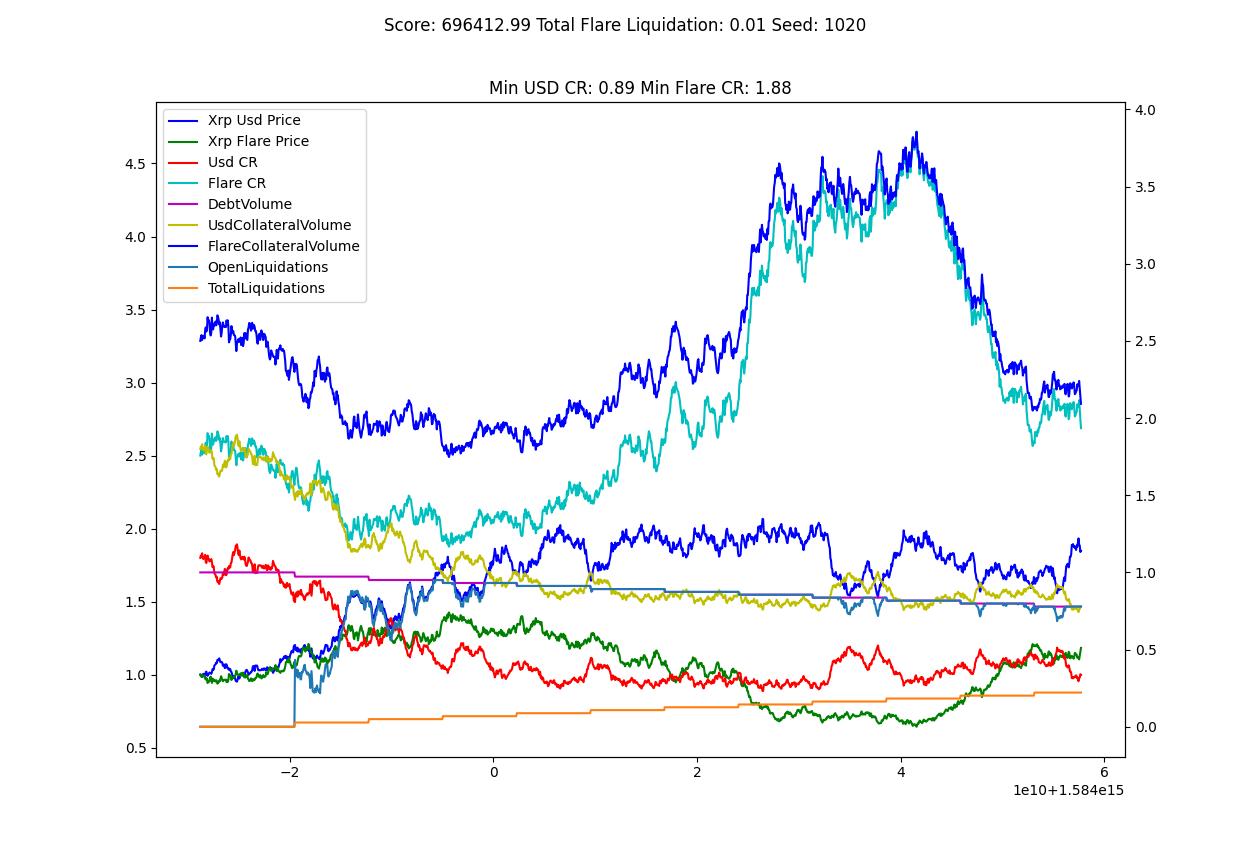 Score: 696412.99 Total Flare Liquidation: 0.01 Seed: 1020
Min USD CR: 0.89 Min Flare CR: 1.88
Xrp Usd Price
Xrp Flare Price
Usd CR
Flare CR
DebtVolume
UsdCollateralVolume
FlareCollateralVolume
OpenLiquidations
TotalLiquidations
4.5
4.0
3.5
3.0
2.5
2.0
1.5
1.0
0.5
4.0
3.5
3.0
2.5
2.0
1.5
1.0
0.5
0.0
−2 0 2 4 6
1e10+1.584e15